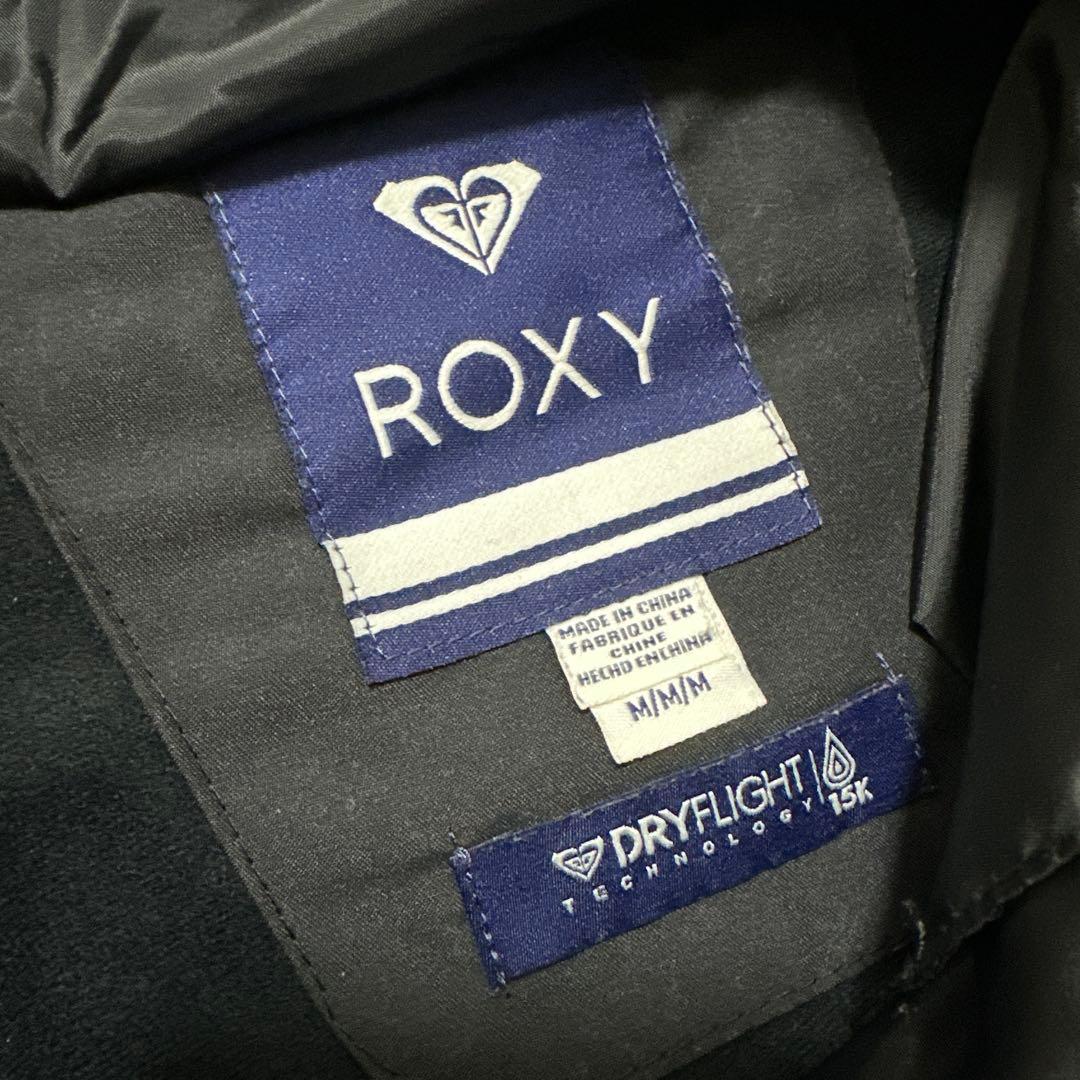 ROXY
MADE IN CHINA
FABRIQUE EN
CHINE
HECHO EN CHINA
M/M/M
DRYFLIGHT
TECHNOLOGY
15K